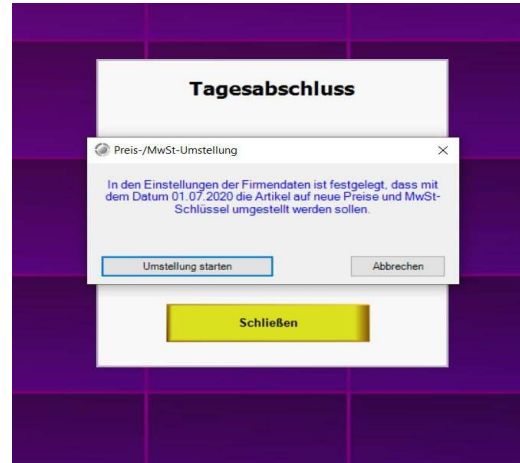 Tagesabschluss
Preis-/MwSt-Umstellung
In den Einstellungen der Firmendaten ist festgelegt, dass mit
dem Datum 01.07.2020 die Artikel auf neue Preise und MwSt-
Schlüssel umgestellt werden sollen.
Umstellung starten
Abbrechen
Schließen